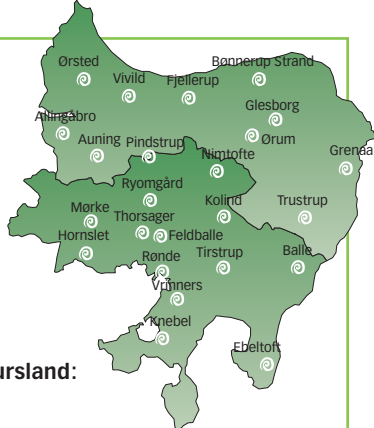 Ørsted
Bønnerup Strand
Vivild
Fjellerup
Glesborg
Allingåbro
Auning
Pindstrup
Ørum
Nimtofte
Grenaa
Ryomgård
Mørke
Kolind
Trustrup
Thorsager
Hornslet
Feldballe
Rønde
Tirstrup
Balle
Vrinners
Knebel
Ebeltoft
ursland: